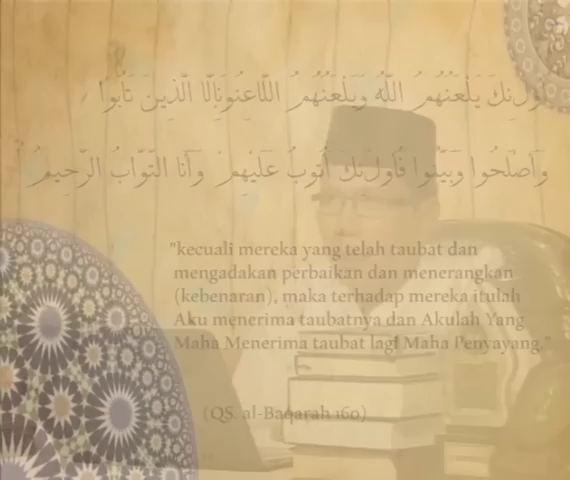 أُولَٰئِكَ يَلْعَنُهُمُ اللَّهُ وَيَلْعَنُهُمُ اللَّاعِنُونَإِلَّا الَّذِينَ تَابُوا
وَأَصْلَحُوا وَبَيَّنُوا فَأُولَٰئِكَ أَتُوبُ عَلَيْهِمْ وَأَنَا التَّوَّابُ الرَّحِيمُ
"kecuali mereka yang telah taubat dan
mengadakan perbaikan dan menerangkan
(kebenaran), maka terhadap mereka itulah
Aku menerima taubatnya dan Akulah Yang
Maha Menerima taubat lagi Maha Penyayang."
(QS. al-Baqarah 160)